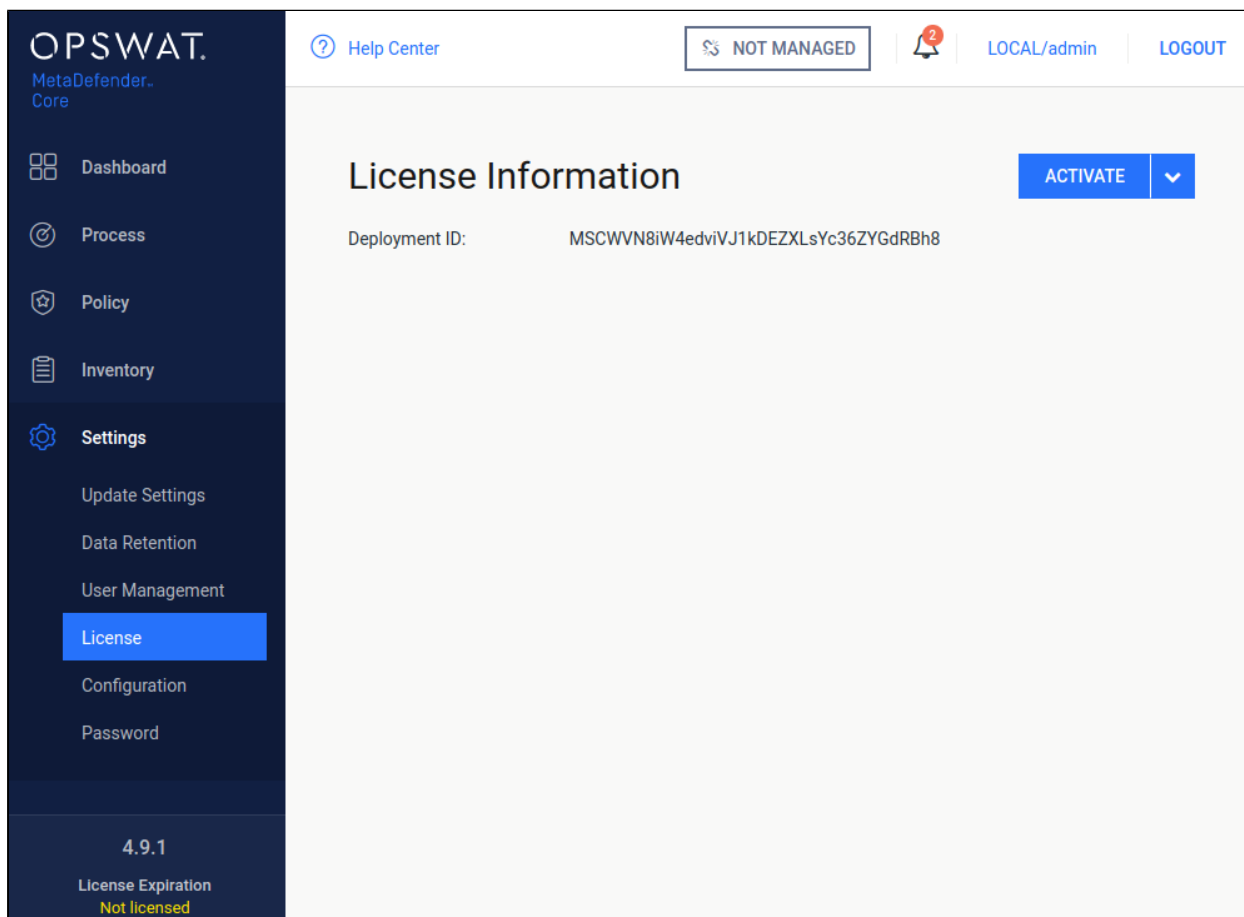 OPSWAT.
MetaDefender™
Core
Help Center
NOT MANAGED
2
LOCAL/admin
LOGOUT
Dashboard
Process
Policy
Inventory
Settings
Update Settings
Data Retention
User Management
License
Configuration
Password
4.9.1
License Expiration
Not licensed
License Information
ACTIVATE
Deployment ID: MSCWVN8iW4edviVJ1kDEZXLsYc36ZYGdRBh8